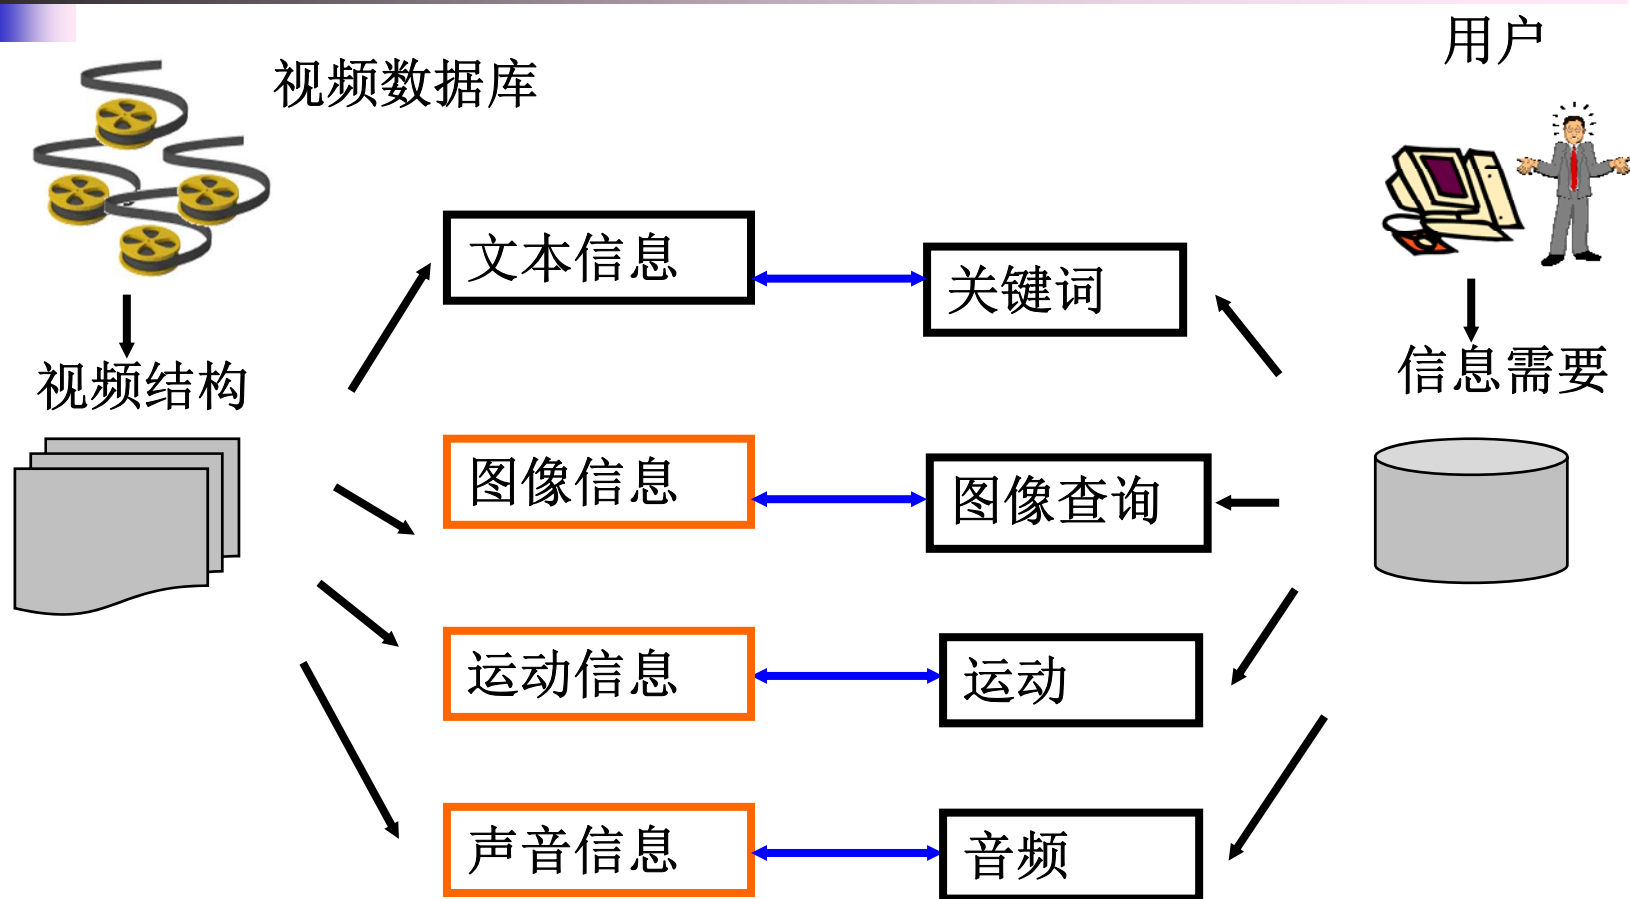 用户
视频数据库
文本信息
关键词
视频结构
信息需要
图像信息
图像查询
运动信息
运动
声音信息
音频